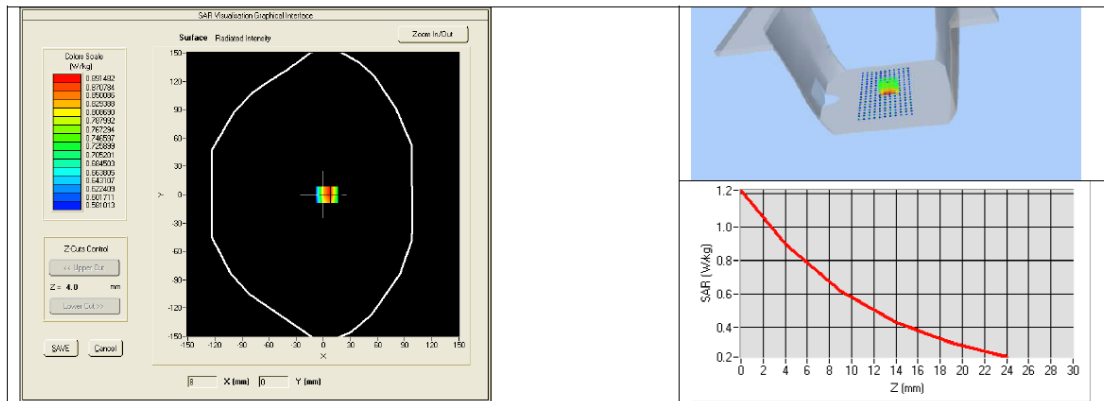 SAR Visualisation Graphical Interface
Surface Radiated Intensity
Zoom In/Out
Colors Scale
(W/kg)
0.891482
0.870784
0.850085
0.829388
0.808690
0.787992
0.767294
0.746597
0.725899
0.705201
0.684503
0.663805
0.643107
0.622409
0.601711
0.581013
150
120
90
60
30
0
-30
-60
-90
-120
-150
Y
-150 -120 -90 -60 -30 0 30 60 90 120 150
X
Z Cuts Control
<< Upper Cut
Z = 4.0 mm
Lower Cut >>
SAVE Cancel
8 X (mm) 0 Y (mm)
SAR (W/kg)
1.2
1.0
0.8
0.6
0.4
0.2
0 2 4 6 8 10 12 14 16 18 20 22 24 26 28 30
Z (mm)